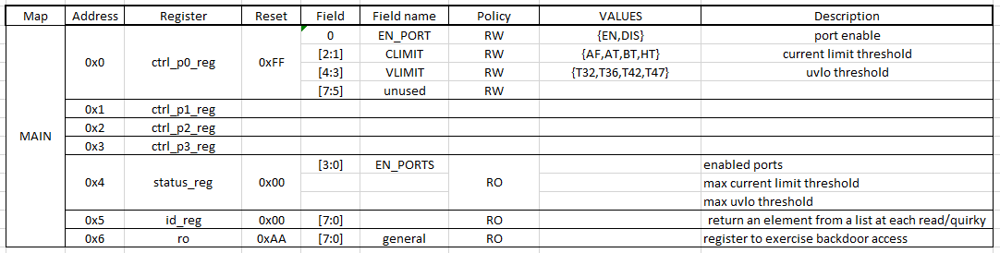 Map Address Register Reset Field Field name Policy VALUES Description
MAIN
0x0 ctrl_p0_reg 0xFF
0 EN_PORT RW {EN,DIS} port enable
[2:1] CLIMIT RW {AF,AT,BT,HT} current limit threshold
[4:3] VLIMIT RW {T32,T36,T42,T47} uvlo threshold
[7:5] unused RW
0x1 ctrl_p1_reg
0x2 ctrl_p2_reg
0x3 ctrl_p3_reg
0x4 status_reg 0x00
[3:0] EN_PORTS enabled ports
RO max current limit threshold
max uvlo threshold
0x5 id_reg 0x00 [7:0] RO return an element from a list at each read/quirky
0x6 ro 0xAA [7:0] general RO register to exercise backdoor access